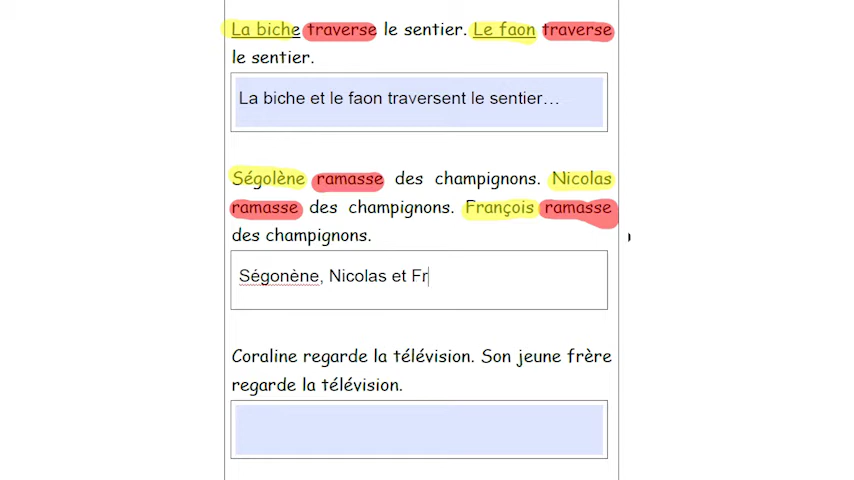 La biche traverse le sentier. Le faon traverse
le sentier.
La biche et le faon traversent le sentier…
Ségolène ramasse des champignons. Nicolas
ramasse des champignons. François ramasse
des champignons.
Ségonène, Nicolas et Fr
Coraline regarde la télévision. Son jeune frère
regarde la télévision.